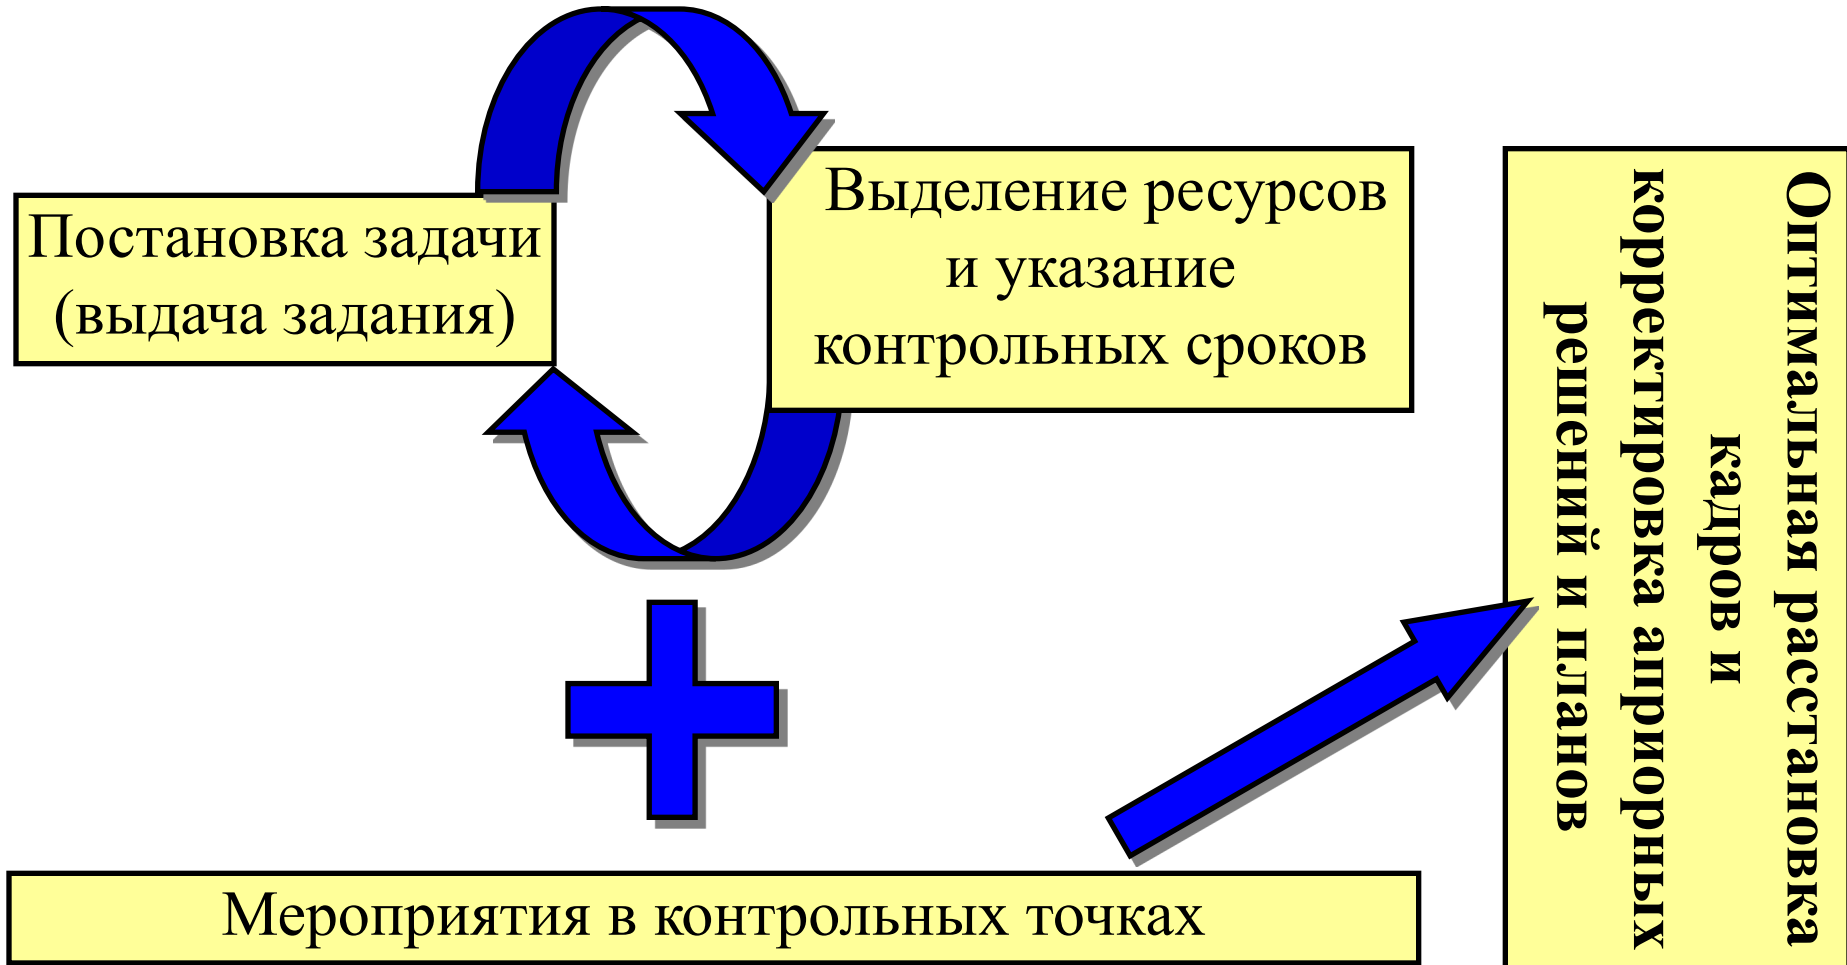 Постановка задачи
(выдача задания)
Выделение ресурсов
и указание
контрольных сроков
Мероприятия в контрольных точках
Оптимальная расстановка
кадров и
корректировка априорных
решений и планов